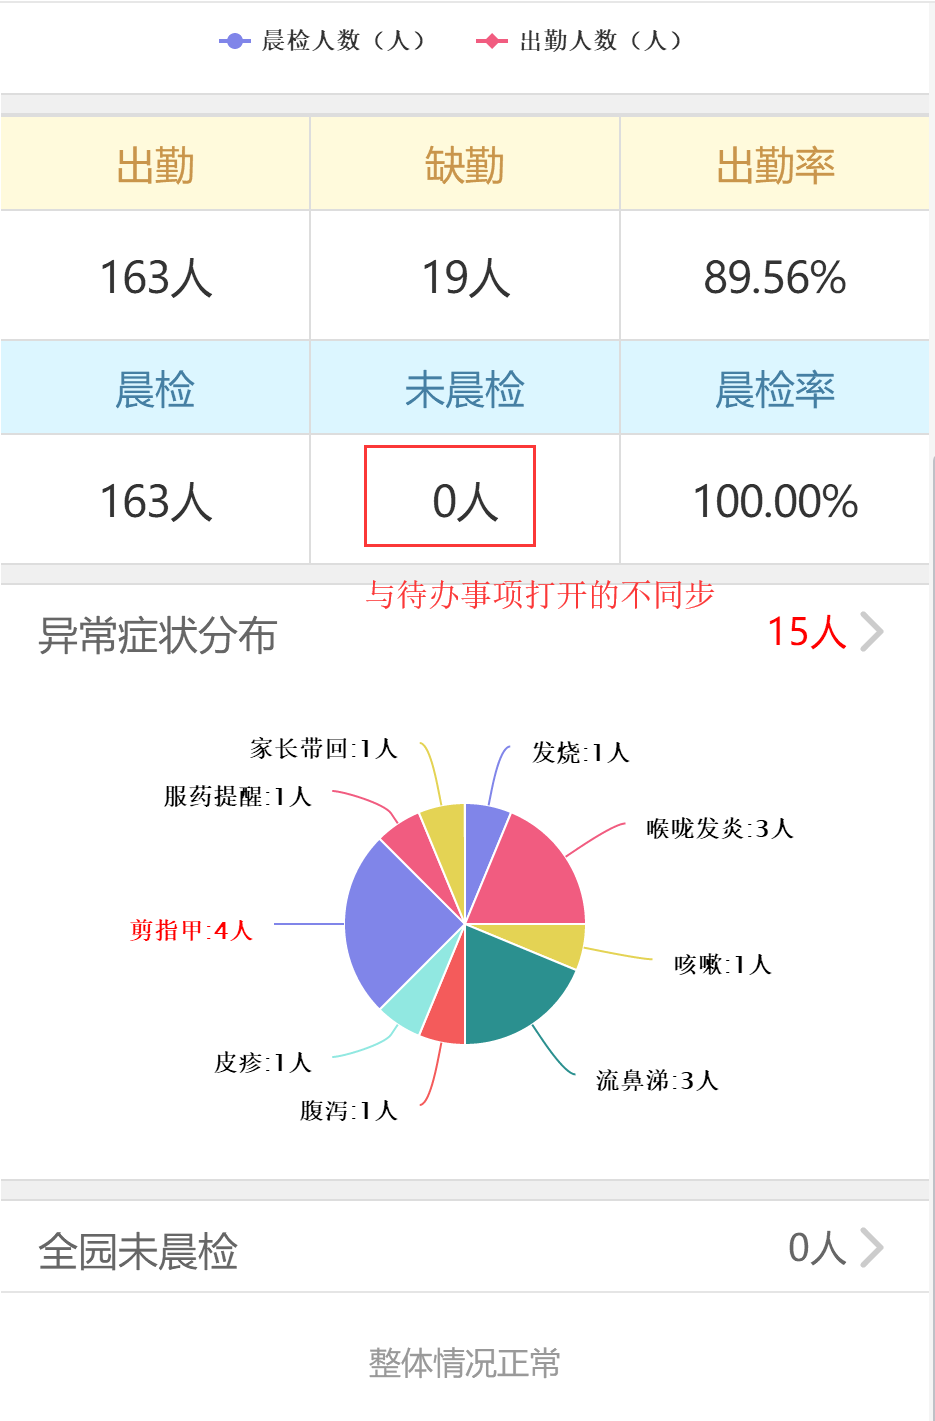 晨检人数（人） 出勤人数（人）
出勤 缺勤 出勤率
163人 19人 89.56%
晨检 未晨检 晨检率
163人 0人 100.00%
与待办事项打开的不同步
异常症状分布 15人
家长带回:1人 发烧:1人
服药提醒:1人
喉咙发炎:3人
剪指甲:4人
咳嗽:1人
皮疹:1人
流鼻涕:3人
腹泻:1人
全园未晨检 0人
整体情况正常